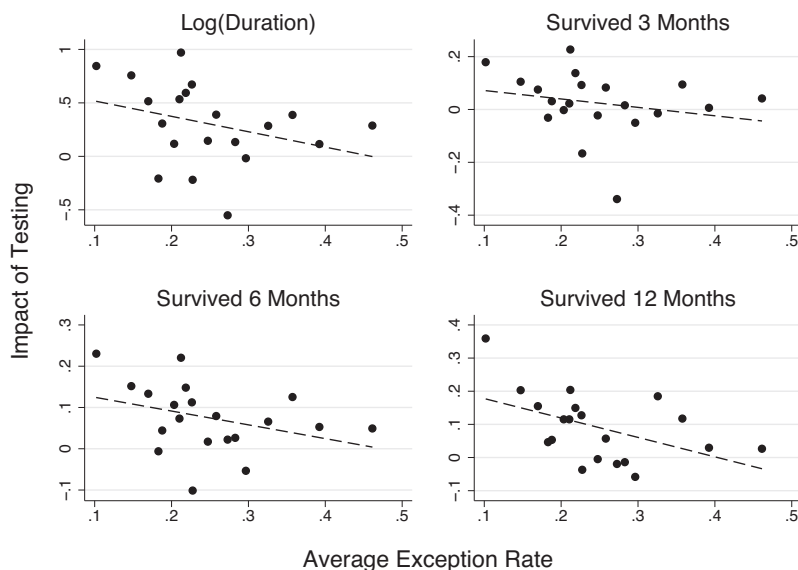 Log(Duration)
Survived 3 Months
Impact of Testing
1
.5
0
-.5
.1 .2 .3 .4 .5
.2
0
-.2
-.4
.1 .2 .3 .4 .5
Survived 6 Months
Survived 12 Months
.3
.2
.1
0
-.1
.1 .2 .3 .4 .5
.4
.3
.2
.1
0
-.1
.1 .2 .3 .4 .5
Average Exception Rate